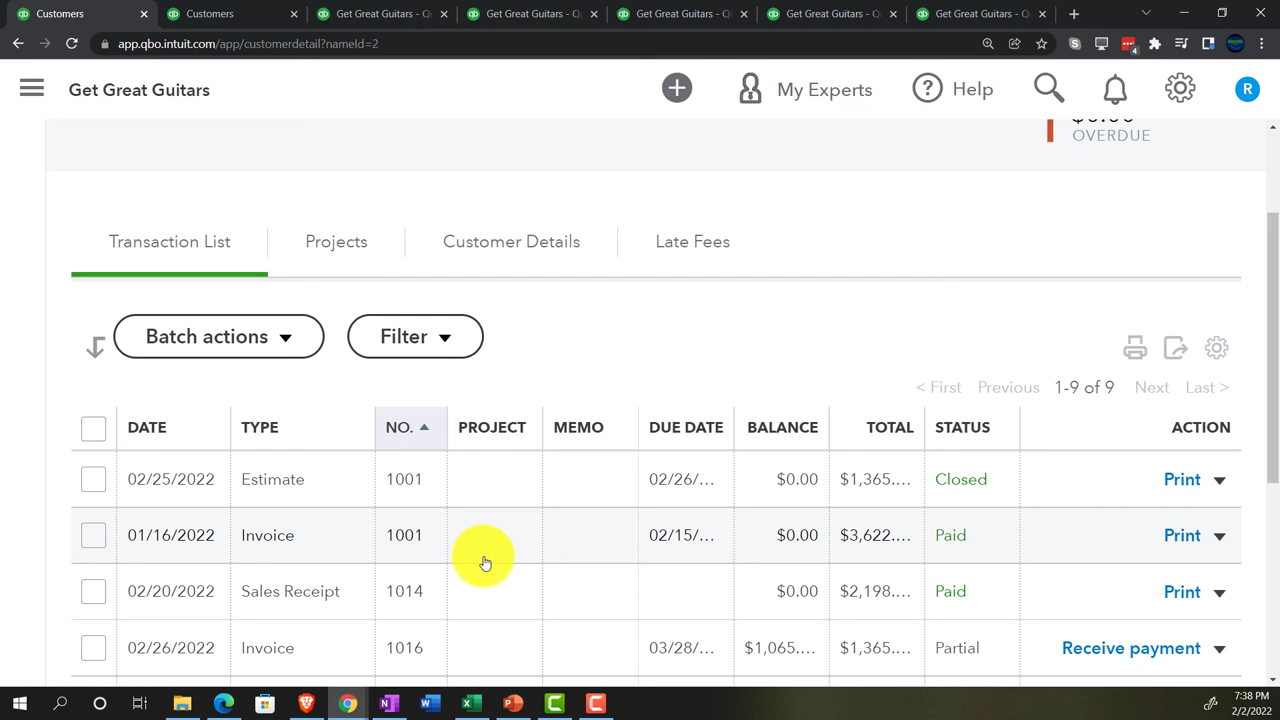 Customers
Customers
Get Great Guitars - Q
Get Great Guitars - Q
Get Great Guitars - Q
Get Great Guitars - Q
Get Great Guitars - Q
app.qbo.intuit.com/app/customerdetail?nameId=2
4
Get Great Guitars
My Experts
Help
R
OVERDUE
Transaction List
Projects
Customer Details
Late Fees
Batch actions
Filter
< First Previous 1-9 of 9 Next Last >
DATE TYPE NO. PROJECT MEMO DUE DATE BALANCE TOTAL STATUS ACTION
02/25/2022 Estimate 1001 02/26/... $0.00 $1,365.... Closed Print
01/16/2022 Invoice 1001 02/15/... $0.00 $3,622.... Paid Print
02/20/2022 Sales Receipt 1014 $0.00 $2,198.... Paid Print
02/26/2022 Invoice 1016 03/28/... $1,065.... $1,365.... Partial Receive payment
7:38 PM
2/2/2022